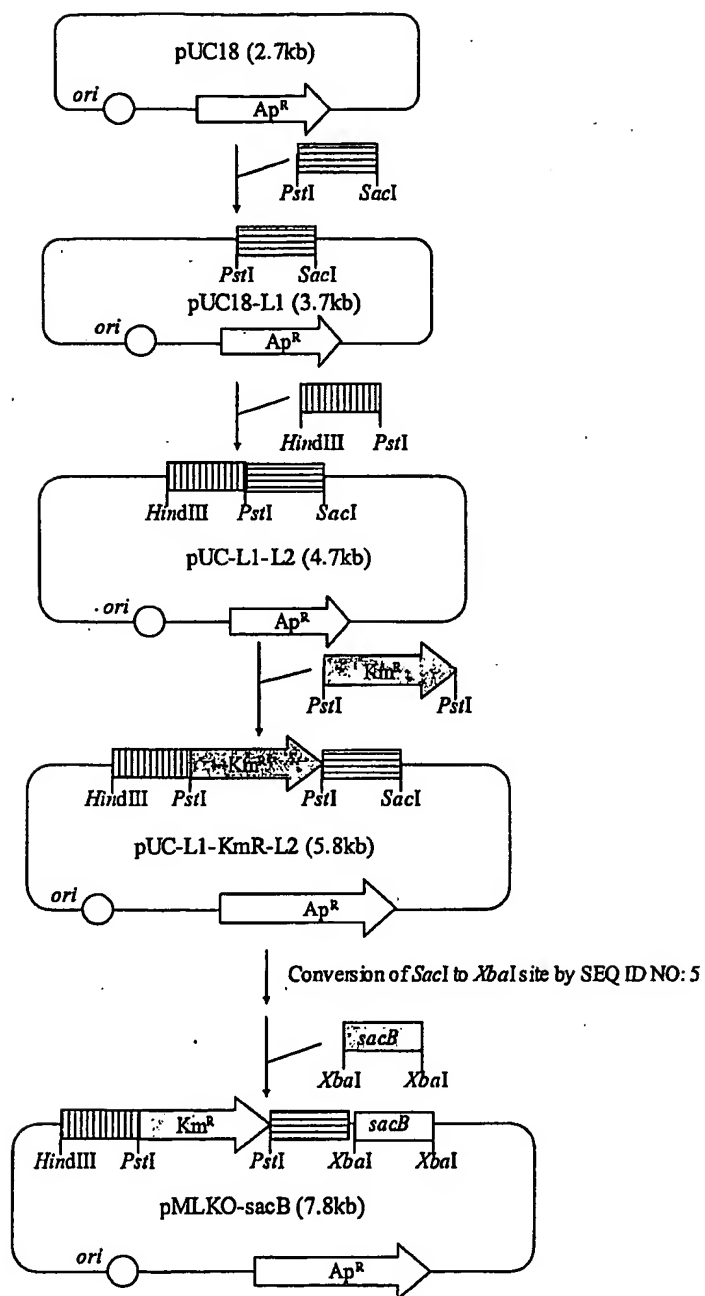 pUC18 (2.7kb)
ori
Ap^R
PstI SacI
PstI SacI
pUC18-L1 (3.7kb)
ori
Ap^R
HindIII PstI
HindIII PstI SacI
pUC-L1-L2 (4.7kb)
ori
Ap^R
Km^R
PstI PstI
Km^R
HindIII PstI PstI SacI
pUC-L1-KmR-L2 (5.8kb)
ori
Ap^R
Conversion of SacI to XbaI site by SEQ ID NO: 5
sacB
XbaI XbaI
Km^R sacB
HindIII PstI PstI XbaI XbaI
pMLKO-sacB (7.8kb)
ori
Ap^R